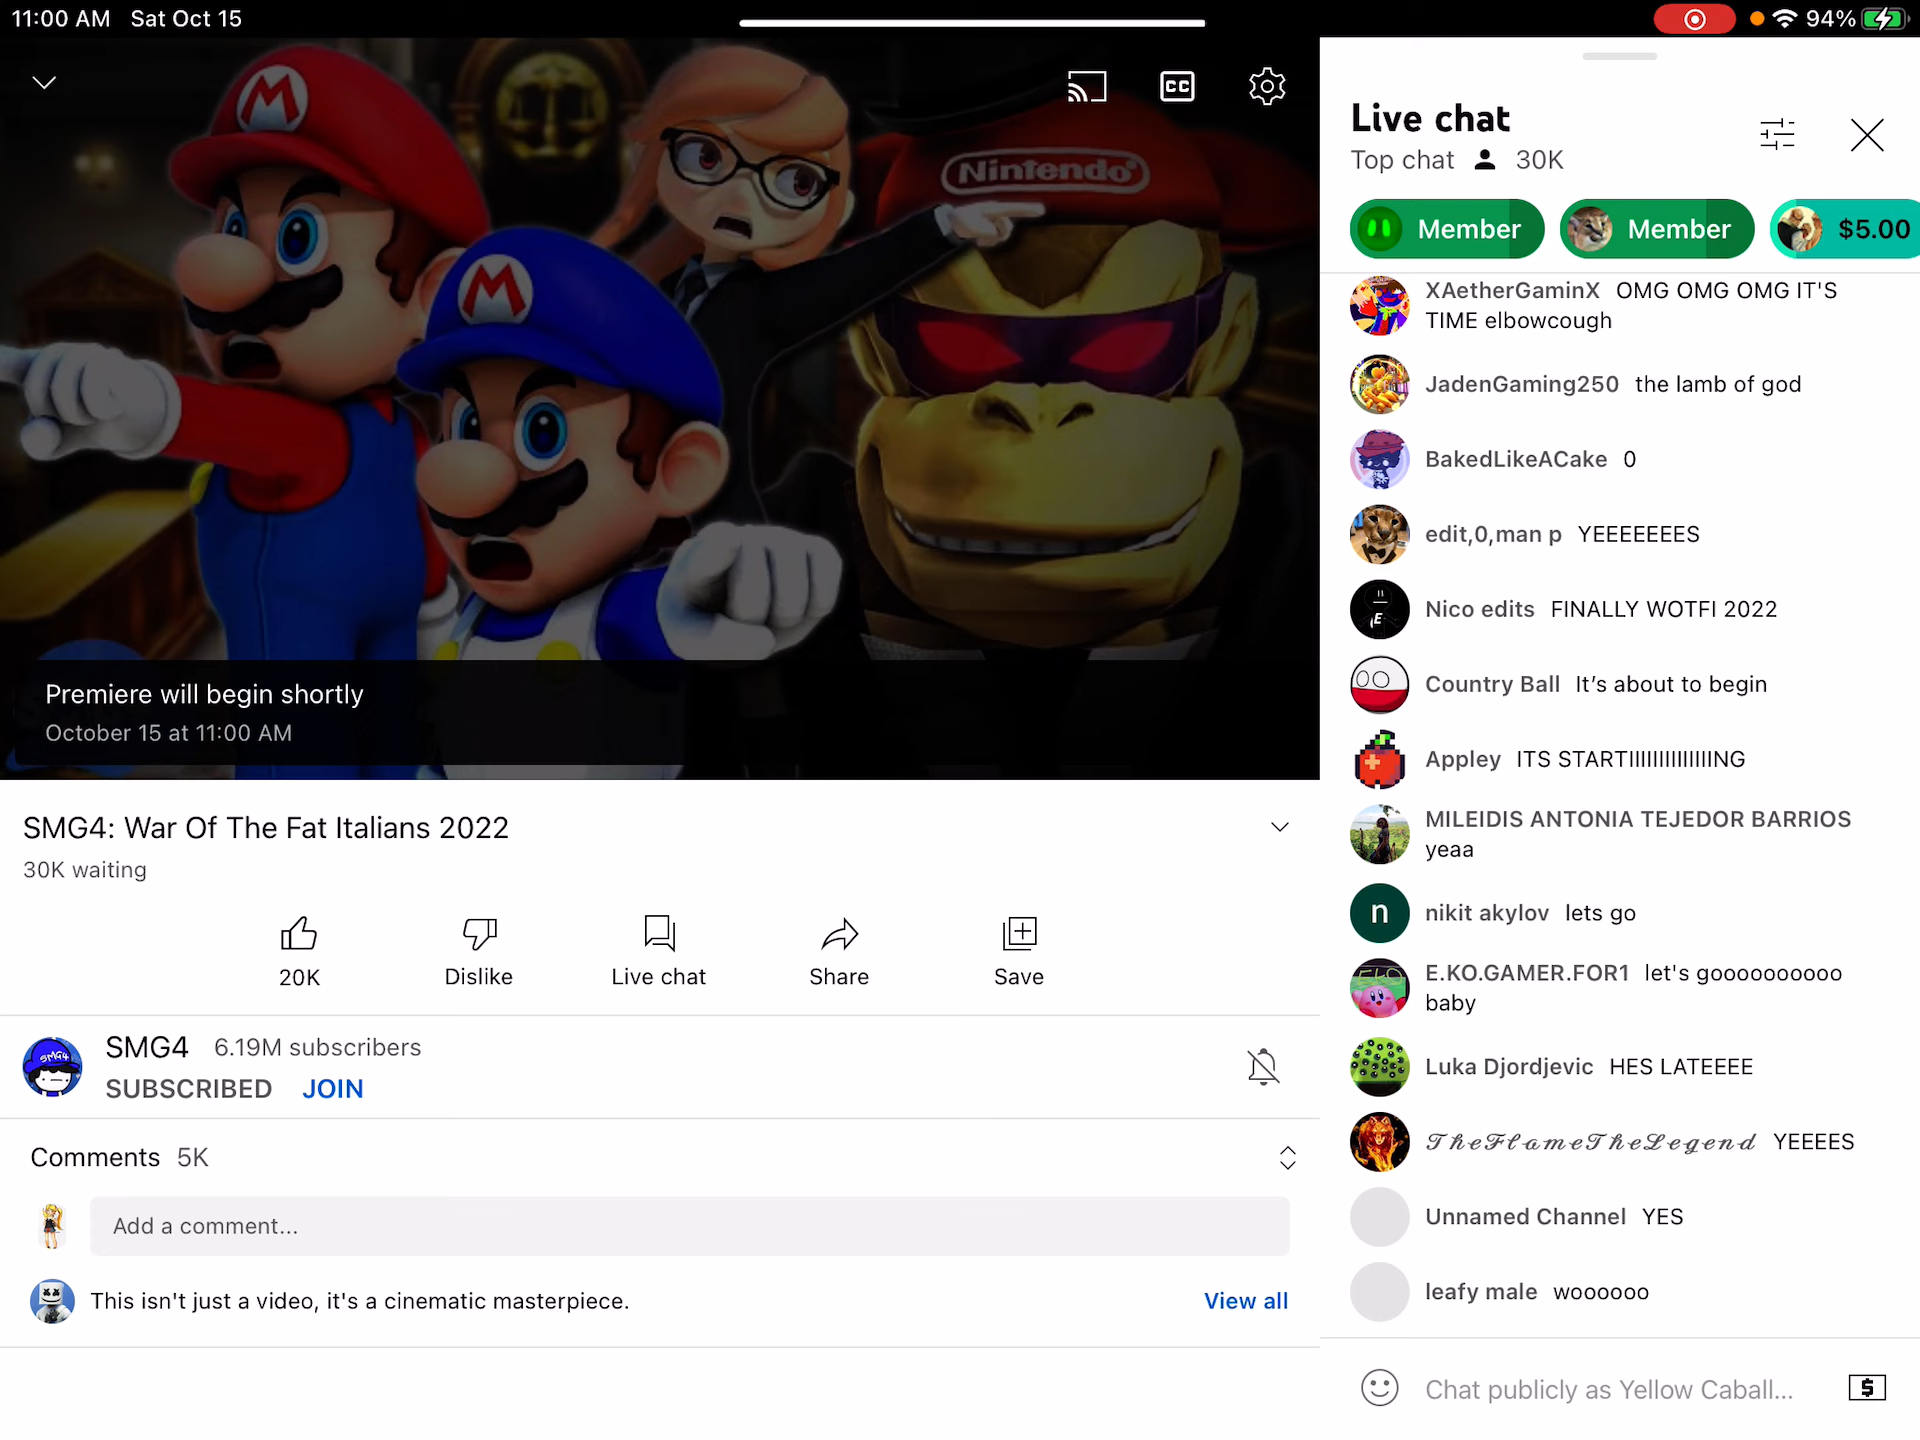 11:00 AM Sat Oct 15
94%
CC
M
M
Nintendo®
Premiere will begin shortly
October 15 at 11:00 AM
SMG4: War Of The Fat Italians 2022
30K waiting
20K
Dislike
Live chat
Share
Save
SMG4
SMG4 6.19M subscribers
SUBSCRIBED JOIN
Comments 5K
Add a comment...
This isn't just a video, it's a cinematic masterpiece.
View all
Live chat
Top chat 30K
Member
Member
$5.00
XAetherGaminX OMG OMG OMG IT'S
TIME elbowcough
JadenGaming250 the lamb of god
BakedLikeACake 0
edit,0,man p YEEEEEEES
Nico edits FINALLY WOTFI 2022
Country Ball It’s about to begin
Appley ITS STARTIIIIIIIIIIIIIING
MILEIDIS ANTONIA TEJEDOR BARRIOS
yeaa
n
nikit akylov lets go
E.KO.GAMER.FOR1 let's goooooooooo
baby
Luka Djordjevic HES LATEEEE
𝒯𝒽𝑒ℱ𝓁𝒶𝓂𝑒𝒯𝒽𝑒ℒ𝑒𝑔𝑒𝓃𝒹 YEEEES
Unnamed Channel YES
leafy male woooooo
Chat publicly as Yellow Caball...
$